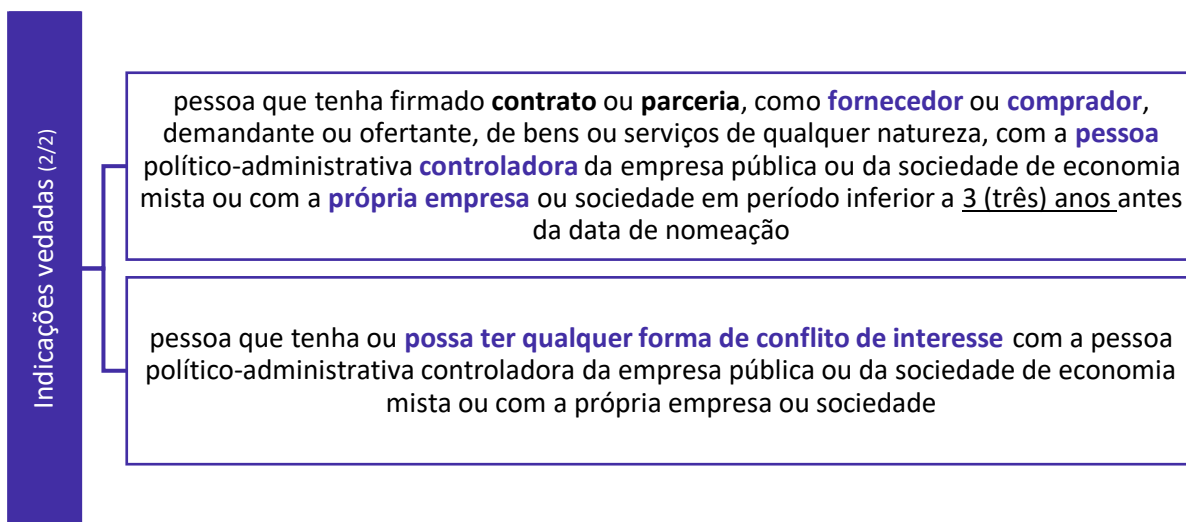 Indicações vedadas (2/2)
pessoa que tenha firmado contrato ou parceria, como fornecedor ou comprador,
demandante ou ofertante, de bens ou serviços de qualquer natureza, com a pessoa
político-administrativa controladora da empresa pública ou da sociedade de economia
mista ou com a própria empresa ou sociedade em período inferior a 3 (três) anos antes
da data de nomeação
pessoa que tenha ou possa ter qualquer forma de conflito de interesse com a pessoa
político-administrativa controladora da empresa pública ou da sociedade de economia
mista ou com a própria empresa ou sociedade